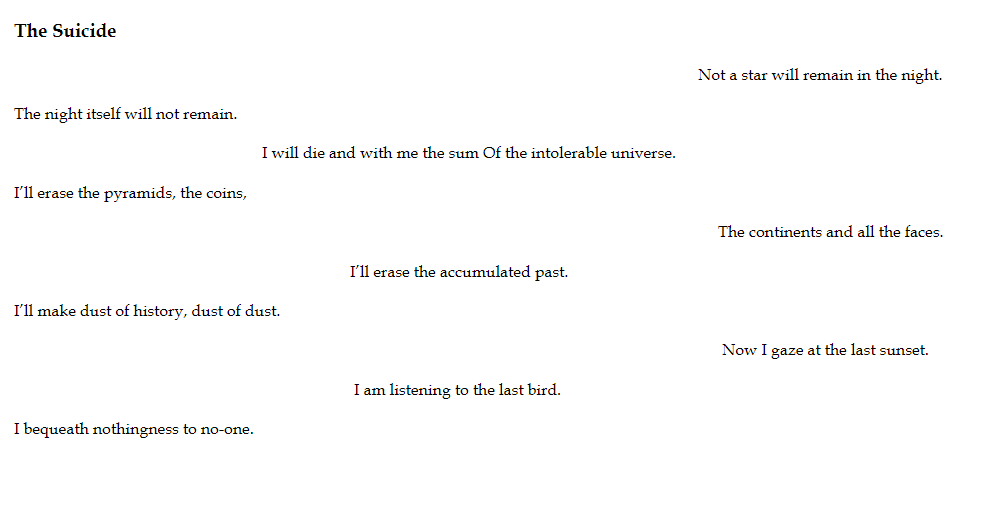 The Suicide
Not a star will remain in the night.
The night itself will not remain.
I will die and with me the sum Of the intolerable universe.
I'll erase the pyramids, the coins,
The continents and all the faces.
I'll erase the accumulated past.
I'll make dust of history, dust of dust.
Now I gaze at the last sunset.
I am listening to the last bird.
I bequeath nothingness to no-one.